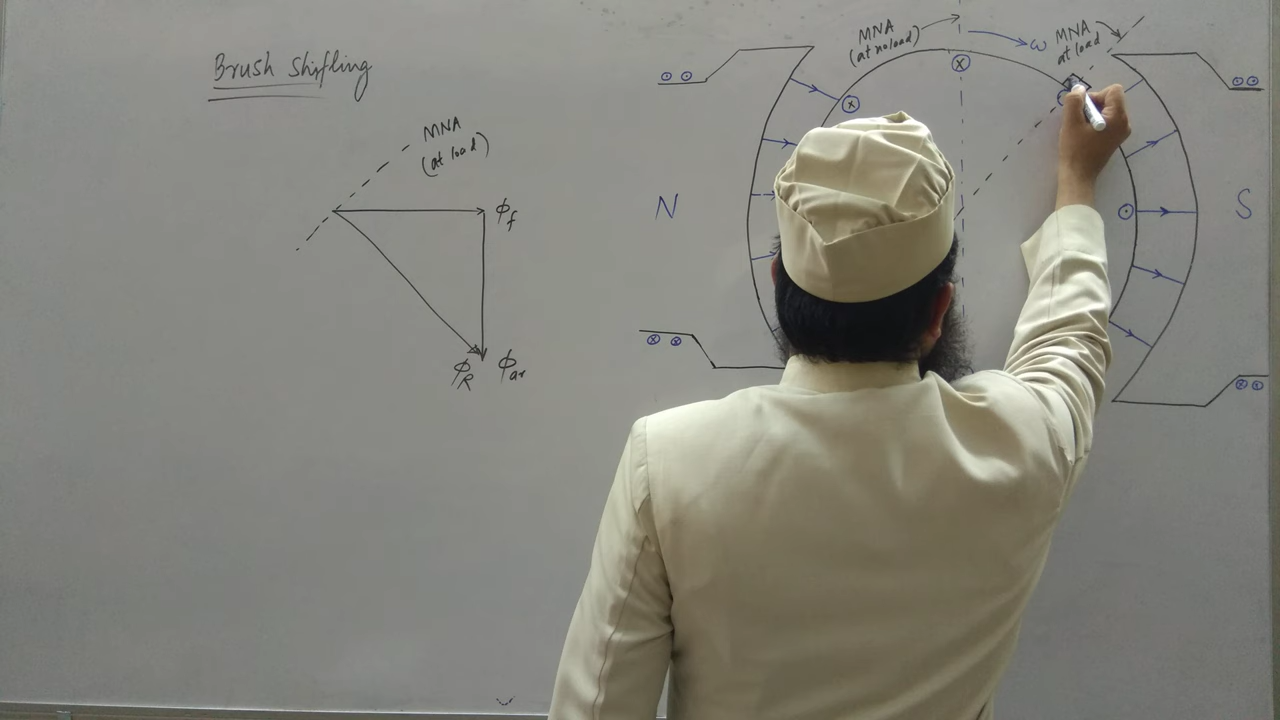 Brush Shifting
MNA
(at load)
ϕf
ϕR
ϕar
MNA
(at no load)
ω
MNA
at load
N
S